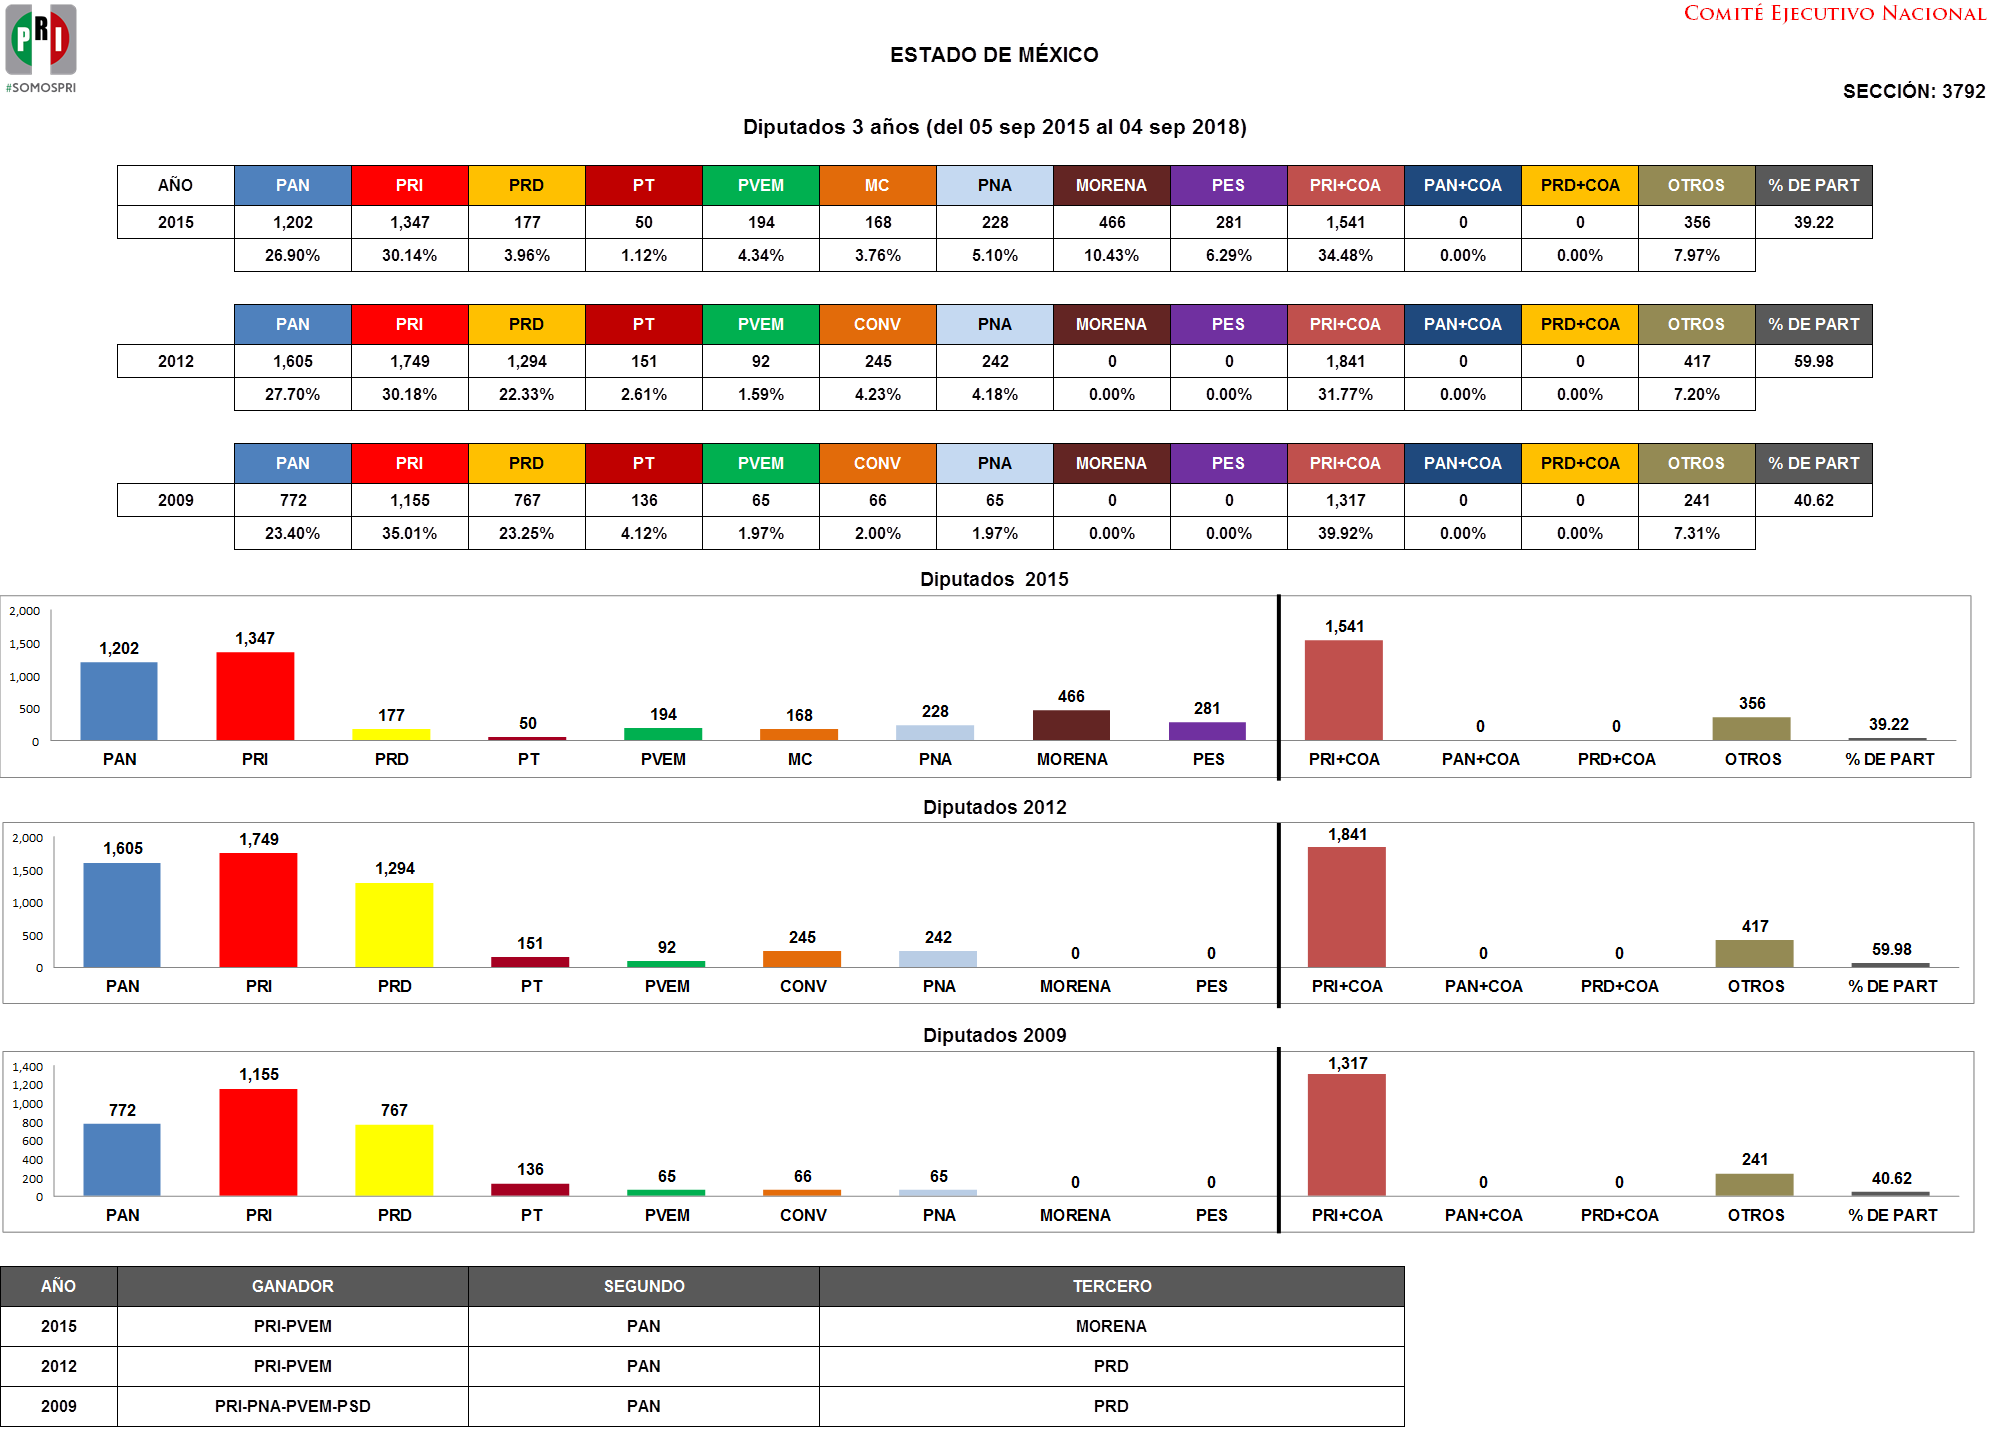 PRI
#SOMOSPRI
COMITÉ EJECUTIVO NACIONAL
ESTADO DE MÉXICO
SECCIÓN: 3792
Diputados 3 años (del 05 sep 2015 al 04 sep 2018)
AÑO PAN PRI PRD PT PVEM MC PNA MORENA PES PRI+COA PAN+COA PRD+COA OTROS % DE PART
2015 1,202 1,347 177 50 194 168 228 466 281 1,541 0 0 356 39.22
26.90% 30.14% 3.96% 1.12% 4.34% 3.76% 5.10% 10.43% 6.29% 34.48% 0.00% 0.00% 7.97%
PAN PRI PRD PT PVEM CONV PNA MORENA PES PRI+COA PAN+COA PRD+COA OTROS % DE PART
2012 1,605 1,749 1,294 151 92 245 242 0 0 1,841 0 0 417 59.98
27.70% 30.18% 22.33% 2.61% 1.59% 4.23% 4.18% 0.00% 0.00% 31.77% 0.00% 0.00% 7.20%
PAN PRI PRD PT PVEM CONV PNA MORENA PES PRI+COA PAN+COA PRD+COA OTROS % DE PART
2009 772 1,155 767 136 65 66 65 0 0 1,317 0 0 241 40.62
23.40% 35.01% 23.25% 4.12% 1.97% 2.00% 1.97% 0.00% 0.00% 39.92% 0.00% 0.00% 7.31%
Diputados 2015
2,000
1,500
1,000
500
0
1,202 1,347 177 50 194 168 228 466 281 1,541 0 0 356 39.22
PAN PRI PRD PT PVEM MC PNA MORENA PES PRI+COA PAN+COA PRD+COA OTROS % DE PART
Diputados 2012
2,000
1,500
1,000
500
0
1,605 1,749 1,294 151 92 245 242 0 0 1,841 0 0 417 59.98
PAN PRI PRD PT PVEM CONV PNA MORENA PES PRI+COA PAN+COA PRD+COA OTROS % DE PART
Diputados 2009
1,400
1,200
1,000
800
600
400
200
0
772 1,155 767 136 65 66 65 0 0 1,317 0 0 241 40.62
PAN PRI PRD PT PVEM CONV PNA MORENA PES PRI+COA PAN+COA PRD+COA OTROS % DE PART
AÑO GANADOR SEGUNDO TERCERO
2015 PRI-PVEM PAN MORENA
2012 PRI-PVEM PAN PRD
2009 PRI-PNA-PVEM-PSD PAN PRD